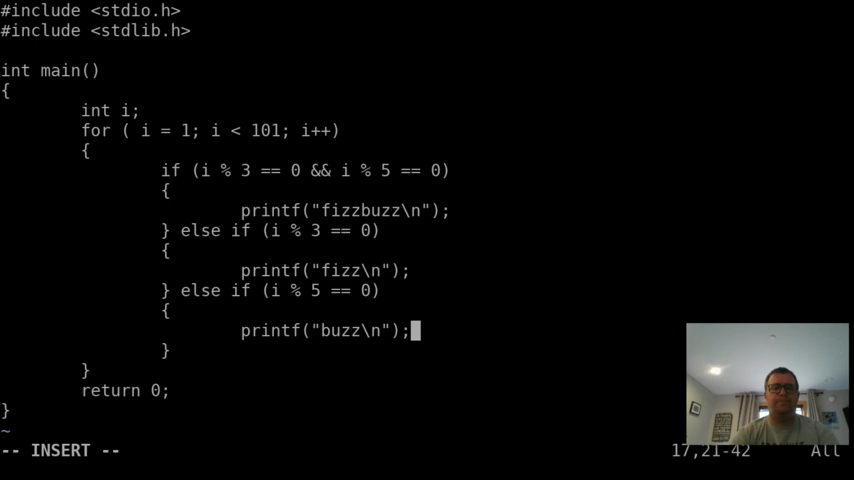 #include <stdio.h>
#include <stdlib.h>
int main()
{
int i;
for ( i = 1; i < 101; i++)
{
if (i % 3 == 0 && i % 5 == 0)
{
printf("fizzbuzz\n");
} else if (i % 3 == 0)
{
printf("fizz\n");
} else if (i % 5 == 0)
{
printf("buzz\n");
}
}
return 0;
}
~
-- INSERT -- 17,21-42 All